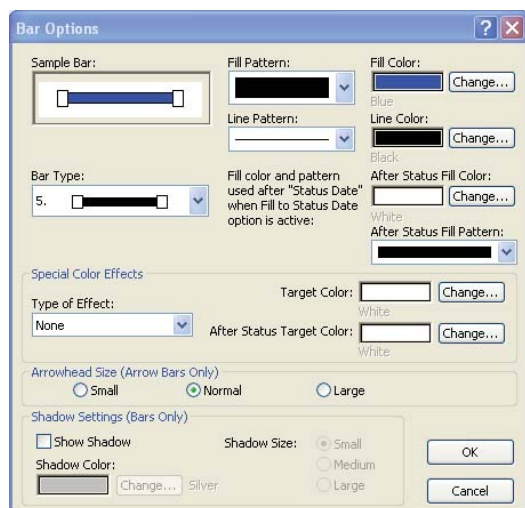 Bar Options
Sample Bar:
Fill Pattern:
Fill Color:
Change...
Blue
Line Pattern:
Line Color:
Change...
Black
Bar Type:
5.
Fill color and pattern
used after "Status Date"
when Fill to Status Date
option is active:
After Status Fill Color:
Change...
White
After Status Fill Pattern:
Special Color Effects
Type of Effect:
None
Target Color:
Change...
White
After Status Target Color:
Change...
White
Arrowhead Size (Arrow Bars Only)
Small Normal Large
Shadow Settings (Bars Only)
Show Shadow
Shadow Color:
Change... Silver
Shadow Size:
Small
Medium
Large
OK
Cancel